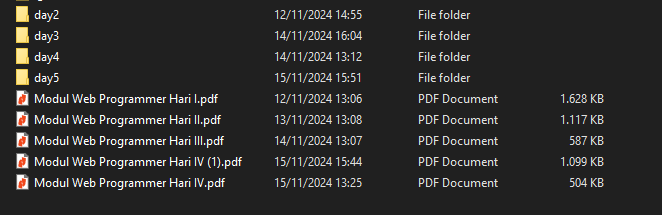 day2 12/11/2024 14:55 File folder
day3 14/11/2024 16:04 File folder
day4 14/11/2024 13:12 File folder
day5 15/11/2024 15:51 File folder
Modul Web Programmer Hari I.pdf 12/11/2024 13:06 PDF Document 1.628 KB
Modul Web Programmer Hari II.pdf 13/11/2024 13:08 PDF Document 1.117 KB
Modul Web Programmer Hari III.pdf 14/11/2024 13:07 PDF Document 587 KB
Modul Web Programmer Hari IV (1).pdf 15/11/2024 15:44 PDF Document 1.099 KB
Modul Web Programmer Hari IV.pdf 15/11/2024 13:25 PDF Document 504 KB